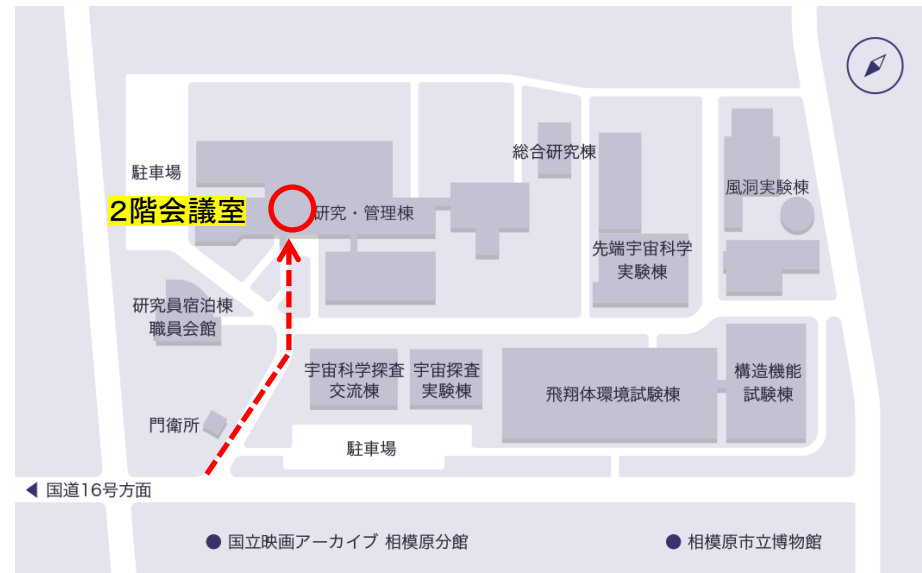 総合研究棟
駐車場
風洞実験棟
2階会議室
研究・管理棟
先端宇宙科学
実験棟
研究員宿泊棟
職員会館
宇宙科学探査
交流棟
宇宙探査
実験棟
飛翔体環境試験棟
構造機能
試験棟
門衛所
駐車場
国道16号方面
国立映画アーカイブ 相模原分館
相模原市立博物館